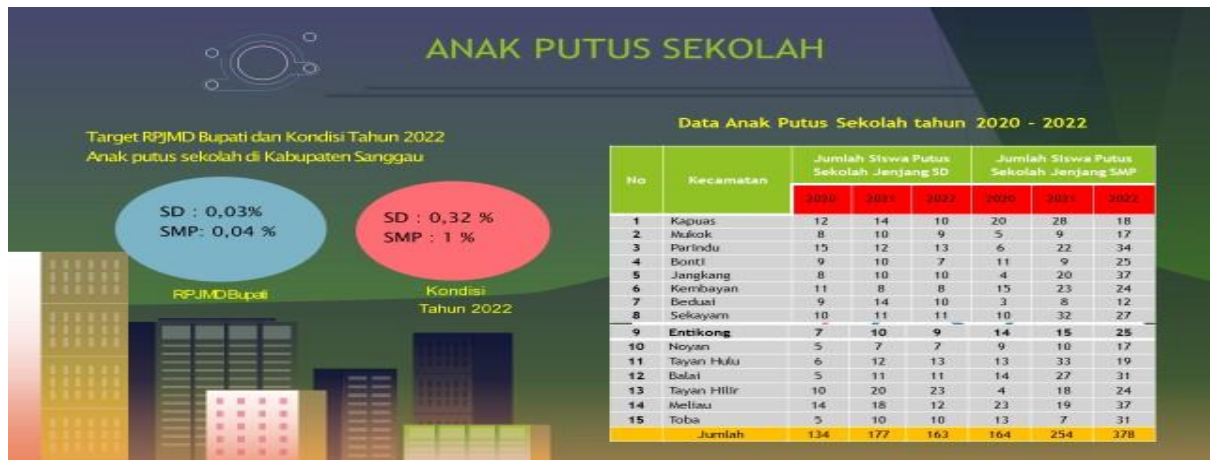 ANAK PUTUS SEKOLAH
Target RPJMD Bupati dan Kondisi Tahun 2022
Anak putus sekolah di Kabupaten Sanggau
SD : 0,03%
SMP: 0,04 %
RPJMD Bupati
SD : 0,32 %
SMP : 1 %
Kondisi
Tahun 2022
Data Anak Putus Sekolah tahun 2020 - 2022
No Kecamatan Jumlah Siswa Putus Sekolah Jenjang SD Jumlah Siswa Putus Sekolah Jenjang SMP
2020 2021 2022 2020 2021 2022
1 Kapuas 12 14 10 20 28 18
2 Mukok 8 10 9 5 9 17
3 Parindu 15 12 13 6 22 34
4 Bonti 9 10 7 11 9 25
5 Jangkang 8 10 10 4 20 37
6 Kembayan 11 8 8 15 23 24
7 Beduai 9 14 10 3 8 12
8 Sekayam 10 11 11 10 32 27
9 Entikong 7 10 9 14 15 25
10 Noyan 5 7 7 9 10 17
11 Tayan Hulu 6 12 13 13 33 19
12 Balai 5 11 11 14 27 31
13 Tayan Hilir 10 20 23 4 18 24
14 Meliau 14 18 12 23 19 37
15 Toba 5 10 10 13 7 31
Jumlah 134 177 163 164 254 378